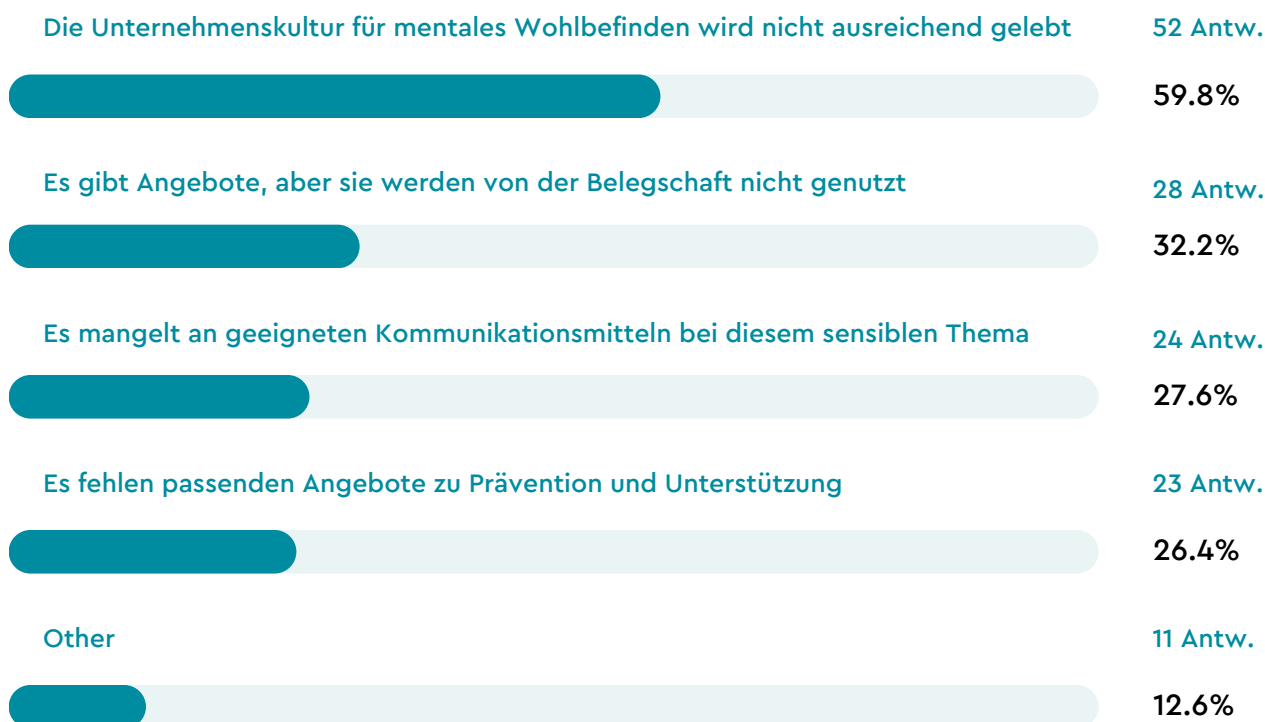 Die Unternehmenskultur für mentales Wohlbefinden wird nicht ausreichend gelebt
52 Antw.
59.8%
Es gibt Angebote, aber sie werden von der Belegschaft nicht genutzt
28 Antw.
32.2%
Es mangelt an geeigneten Kommunikationsmitteln bei diesem sensiblen Thema
24 Antw.
27.6%
Es fehlen passenden Angebote zu Prävention und Unterstützung
23 Antw.
26.4%
Other
11 Antw.
12.6%